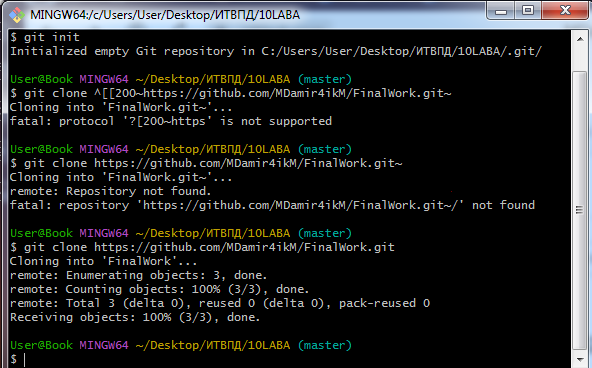 MINGW64:/c/Users/User/Desktop/ИТВПД/10LABA
$ git init
Initialized empty Git repository in C:/Users/User/Desktop/ИТВПД/10LABA/.git/
User@Book MINGW64 ~/Desktop/ИТВПД/10LABA (master)
$ git clone ^[[200~https://github.com/MDamir4ikM/FinalWork.git~
Cloning into 'FinalWork.git~'...
fatal: protocol '?[200~https' is not supported
User@Book MINGW64 ~/Desktop/ИТВПД/10LABA (master)
$ git clone https://github.com/MDamir4ikM/FinalWork.git~
Cloning into 'FinalWork.git~'...
remote: Repository not found.
fatal: repository 'https://github.com/MDamir4ikM/FinalWork.git~/' not found
User@Book MINGW64 ~/Desktop/ИТВПД/10LABA (master)
$ git clone https://github.com/MDamir4ikM/FinalWork.git
Cloning into 'FinalWork'...
remote: Enumerating objects: 3, done.
remote: Counting objects: 100% (3/3), done.
remote: Total 3 (delta 0), reused 0 (delta 0), pack-reused 0
Receiving objects: 100% (3/3), done.
User@Book MINGW64 ~/Desktop/ИТВПД/10LABA (master)
$